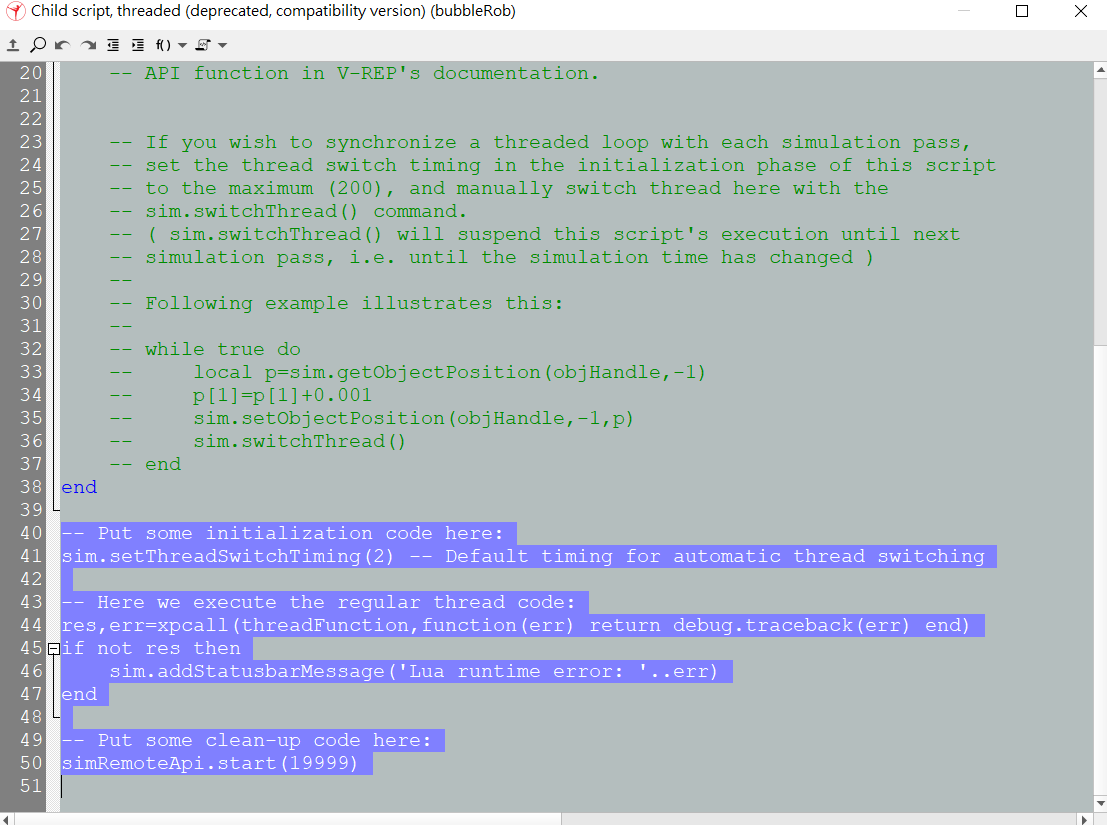 Child script, threaded (deprecated, compatibility version) (bubbleRob)
f()
20 -- API function in V-REP's documentation.
21
22
23 -- If you wish to synchronize a threaded loop with each simulation pass,
24 -- set the thread switch timing in the initialization phase of this script
25 -- to the maximum (200), and manually switch thread here with the
26 -- sim.switchThread() command.
27 -- ( sim.switchThread() will suspend this script's execution until next
28 -- simulation pass, i.e. until the simulation time has changed )
29 --
30 -- Following example illustrates this:
31 --
32 -- while true do
33 --     local p=sim.getObjectPosition(objHandle,-1)
34 --     p[1]=p[1]+0.001
35 --     sim.setObjectPosition(objHandle,-1,p)
36 --     sim.switchThread()
37 -- end
38 end
39
40 -- Put some initialization code here:
41 sim.setThreadSwitchTiming(2) -- Default timing for automatic thread switching
42
43 -- Here we execute the regular thread code:
44 res,err=xpcall(threadFunction,function(err) return debug.traceback(err) end)
45 if not res then
46     sim.addStatusbarMessage('Lua runtime error: '..err)
47 end
48
49 -- Put some clean-up code here:
50 simRemoteApi.start(19999)
51